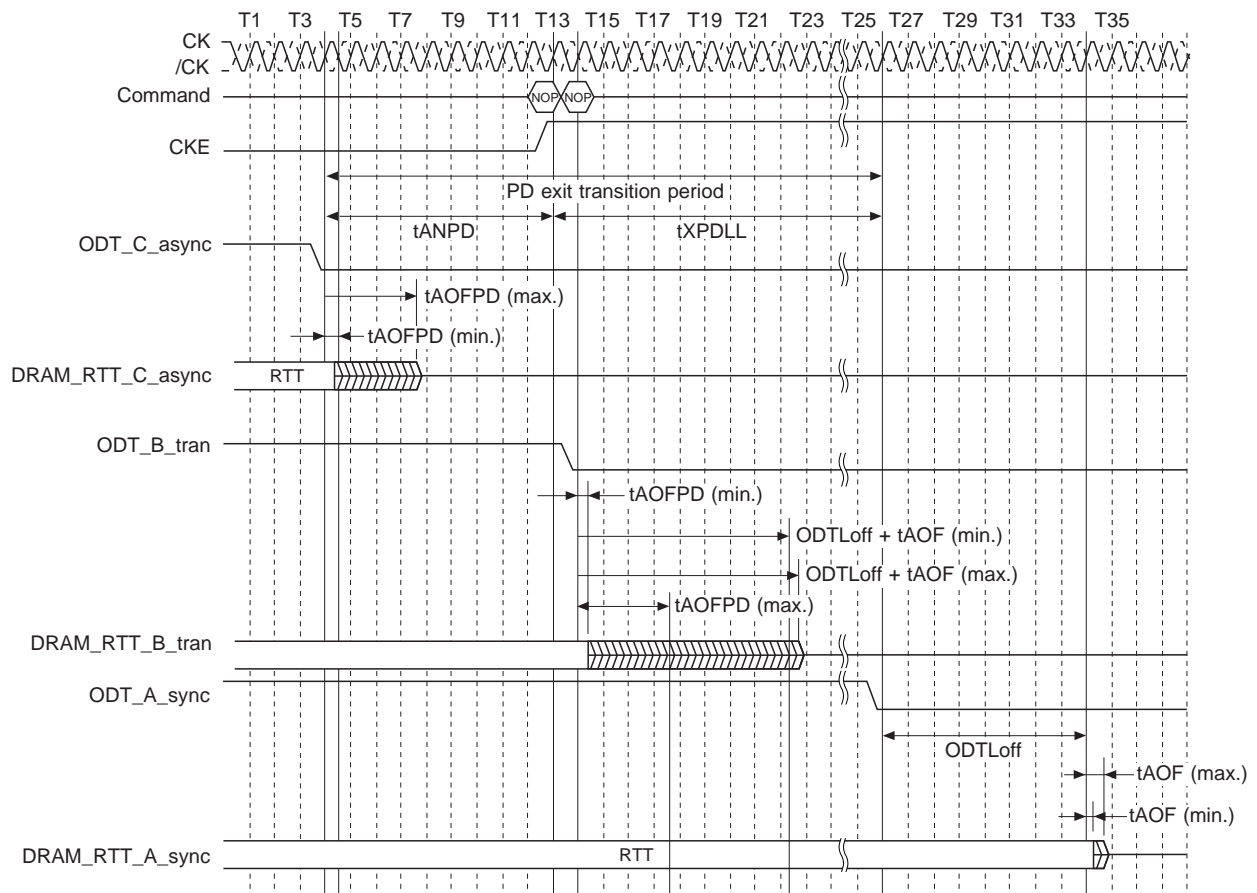 T1 T3 T5 T7 T9 T11 T13 T15 T17 T19 T21 T23 T25 T27 T29 T31 T33 T35
CK
/CK
Command
NOP NOP
CKE
PD exit transition period
tANPD tXPDLL
ODT_C_async
tAOFPD (max.)
tAOFPD (min.)
DRAM_RTT_C_async
RTT
ODT_B_tran
tAOFPD (min.)
ODTLoff + tAOF (min.)
ODTLoff + tAOF (max.)
tAOFPD (max.)
DRAM_RTT_B_tran
ODT_A_sync
ODTLoff
tAOF (max.)
tAOF (min.)
DRAM_RTT_A_sync
RTT